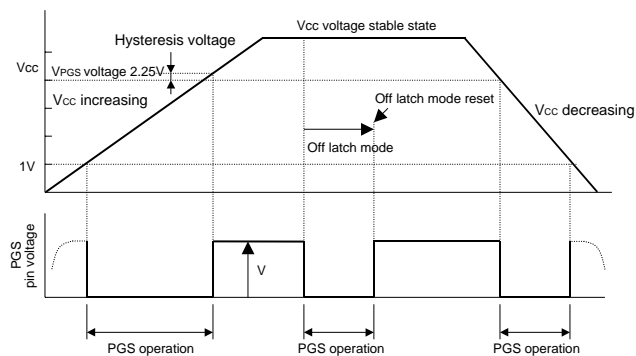 Vcc voltage stable state
Hysteresis voltage
Vcc
VPGS voltage 2.25V
Vcc increasing
Off latch mode reset
Vcc decreasing
Off latch mode
1V
PGS
pin voltage
V
PGS operation
PGS operation
PGS operation